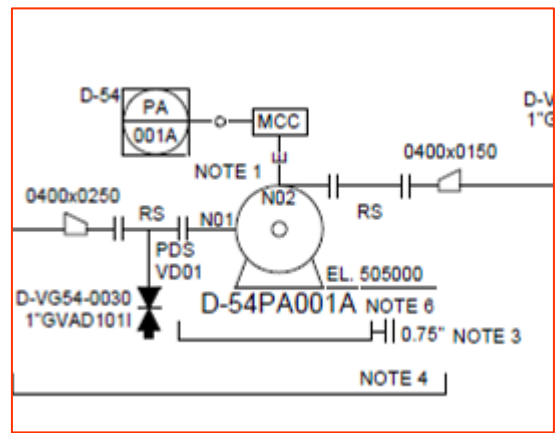 D-54
PA
001A
MCC
D-V
1"G
NOTE 1
0400x0150
0400x0250
N02
RS
N01
RS
PDS
VD01
EL. 505000
D-VG54-0030
1"GVAD101I
D-54PA001A
NOTE 6
0.75" NOTE 3
NOTE 4